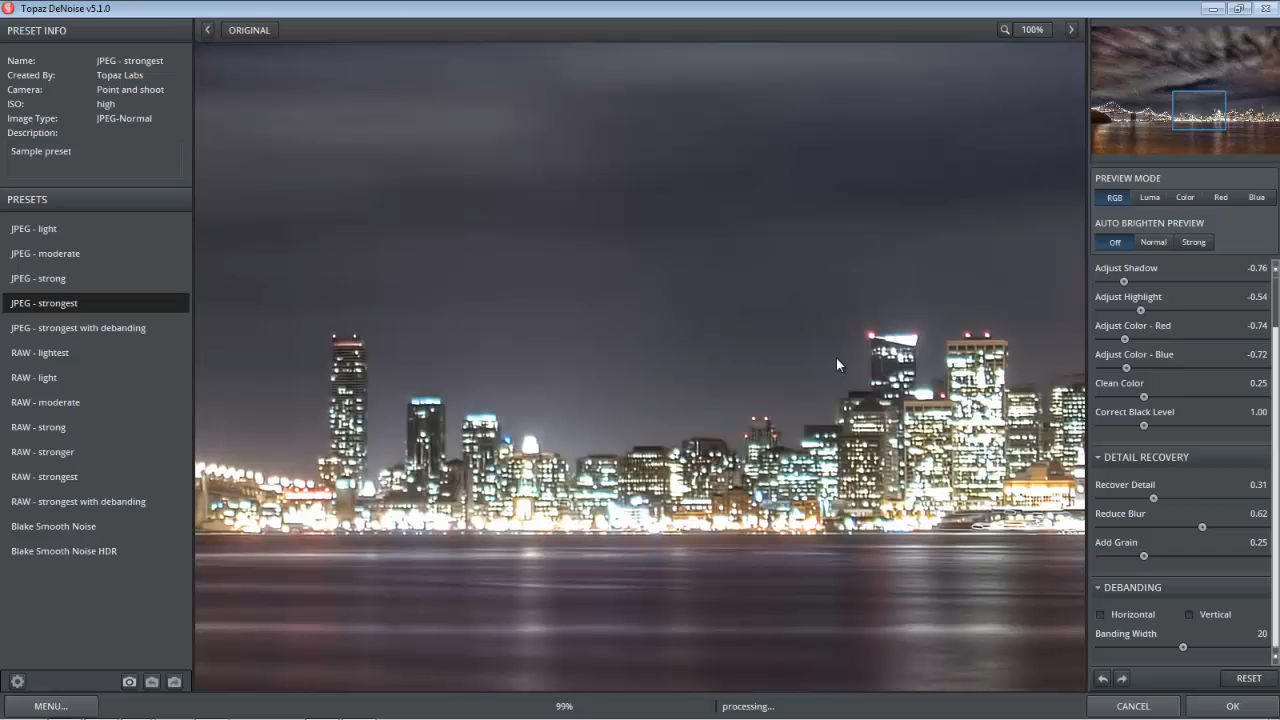 Topaz DeNoise v5.1.0
PRESET INFO
Name: JPEG - strongest
Created By: Topaz Labs
Camera: Point and shoot
ISO: high
Image Type: JPEG-Normal
Description:
Sample preset
PRESETS
JPEG - light
JPEG - moderate
JPEG - strong
JPEG - strongest
JPEG - strongest with debanding
RAW - lightest
RAW - light
RAW - moderate
RAW - strong
RAW - stronger
RAW - strongest
RAW - strongest with debanding
Blake Smooth Noise
Blake Smooth Noise HDR
MENU...
ORIGINAL
100%
99%
processing...
PREVIEW MODE
RGB Luma Color Red Blue
AUTO BRIGHTEN PREVIEW
Off Normal Strong
Adjust Shadow -0.76
Adjust Highlight -0.54
Adjust Color - Red -0.74
Adjust Color - Blue -0.72
Clean Color 0.25
Correct Black Level 1.00
DETAIL RECOVERY
Recover Detail 0.31
Reduce Blur 0.62
Add Grain 0.25
DEBANDING
Horizontal Vertical
Banding Width 20
RESET
CANCEL OK